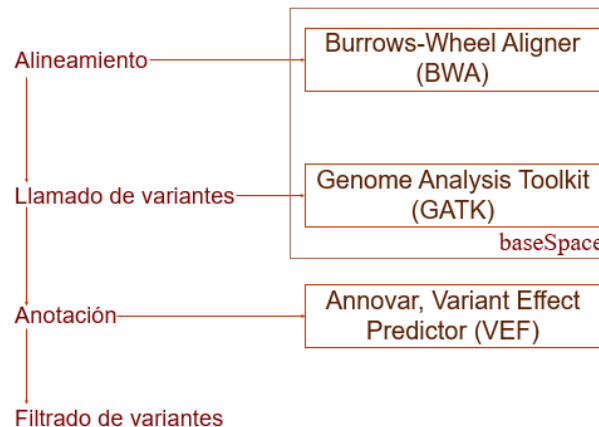 Alineamiento
Burrows-Wheel Aligner
(BWA)
Llamado de variantes
Genome Analysis Toolkit
(GATK)
baseSpace
Anotación
Annovar, Variant Effect
Predictor (VEF)
Filtrado de variantes